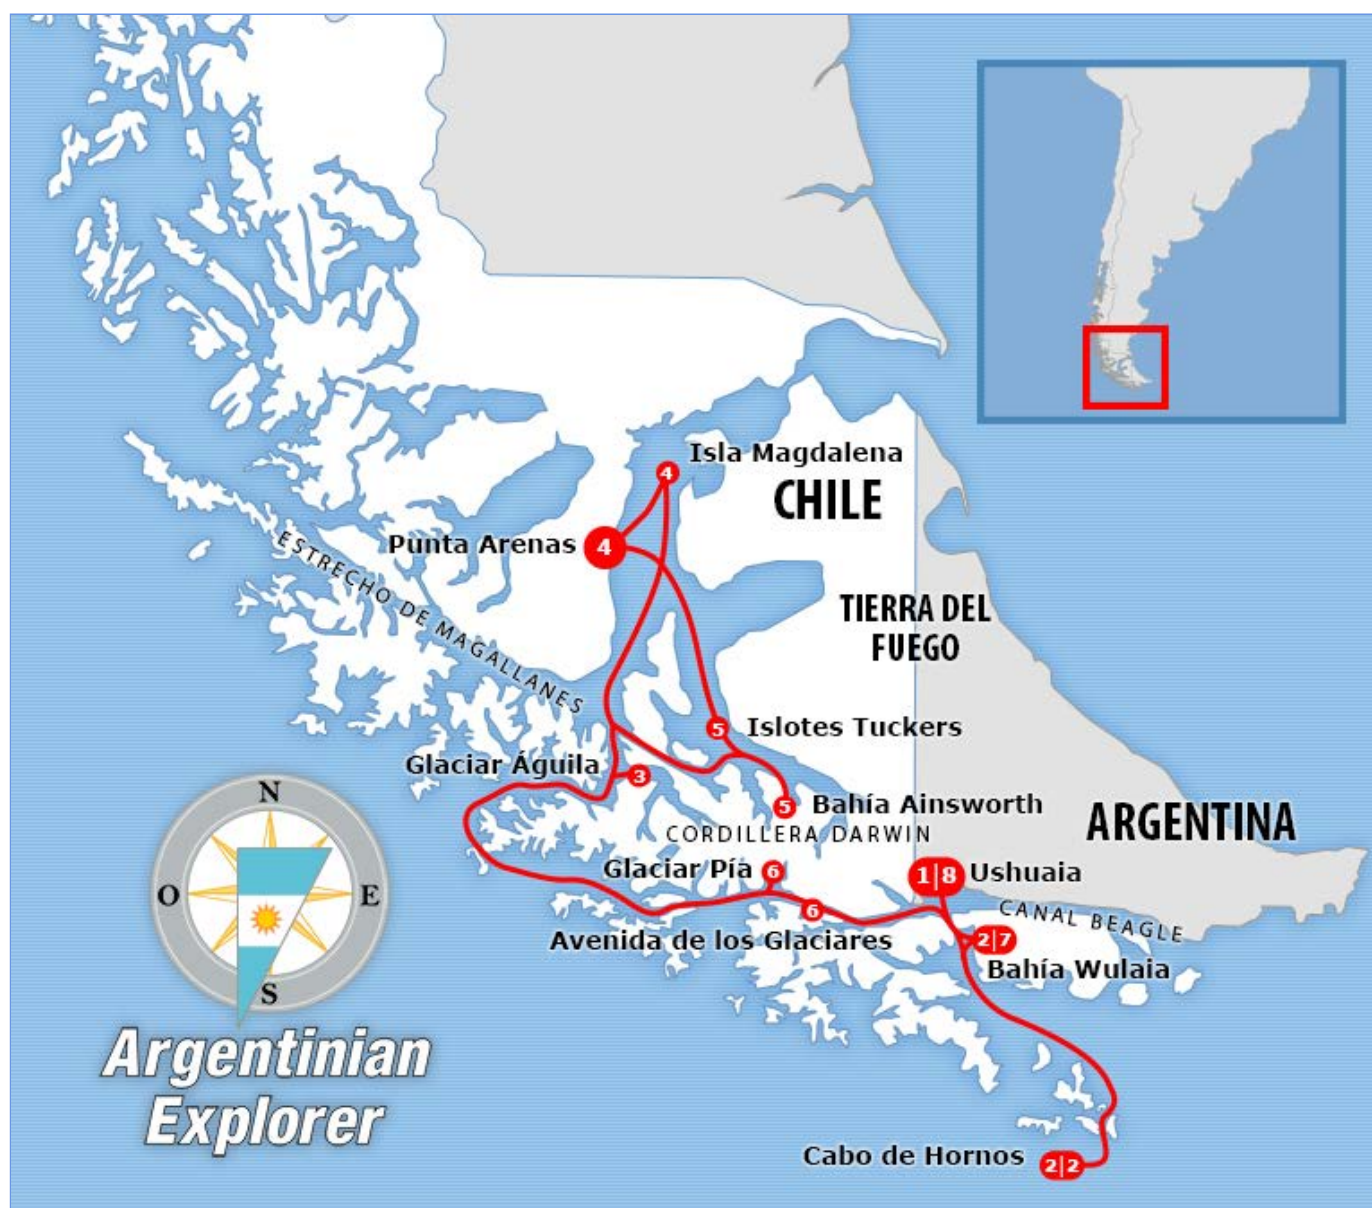 Isla Magdalena
4
CHILE
Punta Arenas
4
ESTRECHO DE MAGALLANES
TIERRA DEL
FUEGO
5
Islotes Tuckers
Glaciar Águila
3
5
Bahía Ainsworth
CORDILLERA DARWIN
ARGENTINA
Glaciar Pía
6
1|8
Ushuaia
6
CANAL BEAGLE
Avenida de los Glaciares
2|7
Bahía Wulaia
N
O
E
S
Argentinian
Explorer
Cabo de Hornos
2|2